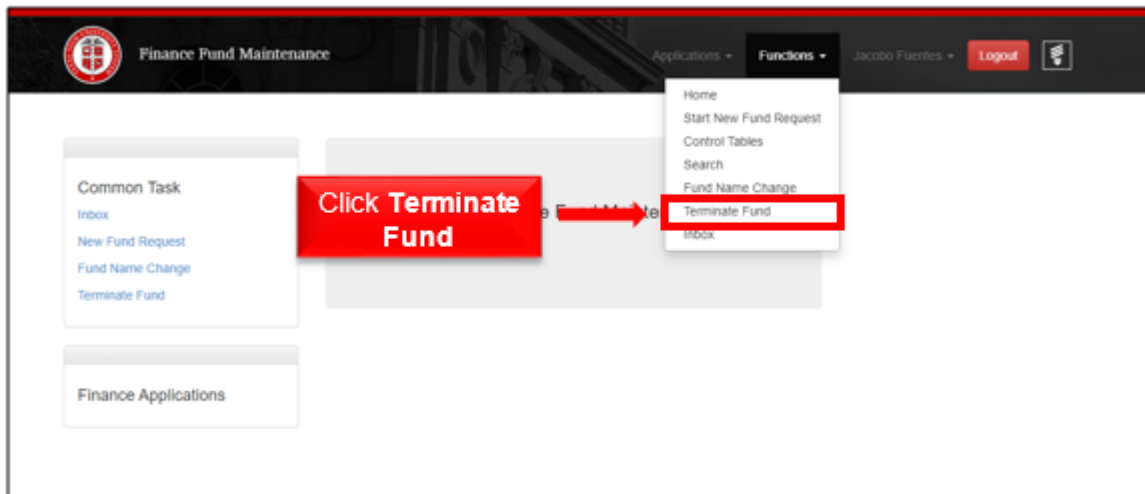 Finance Fund Maintenance
Applications
Functions
Jacobo Fuentes
Logout
Home
Start New Fund Request
Control Tables
Search
Fund Name Change
Terminate Fund
Inbox
Common Task
Inbox
New Fund Request
Fund Name Change
Terminate Fund
Click Terminate
Fund
Finance Applications